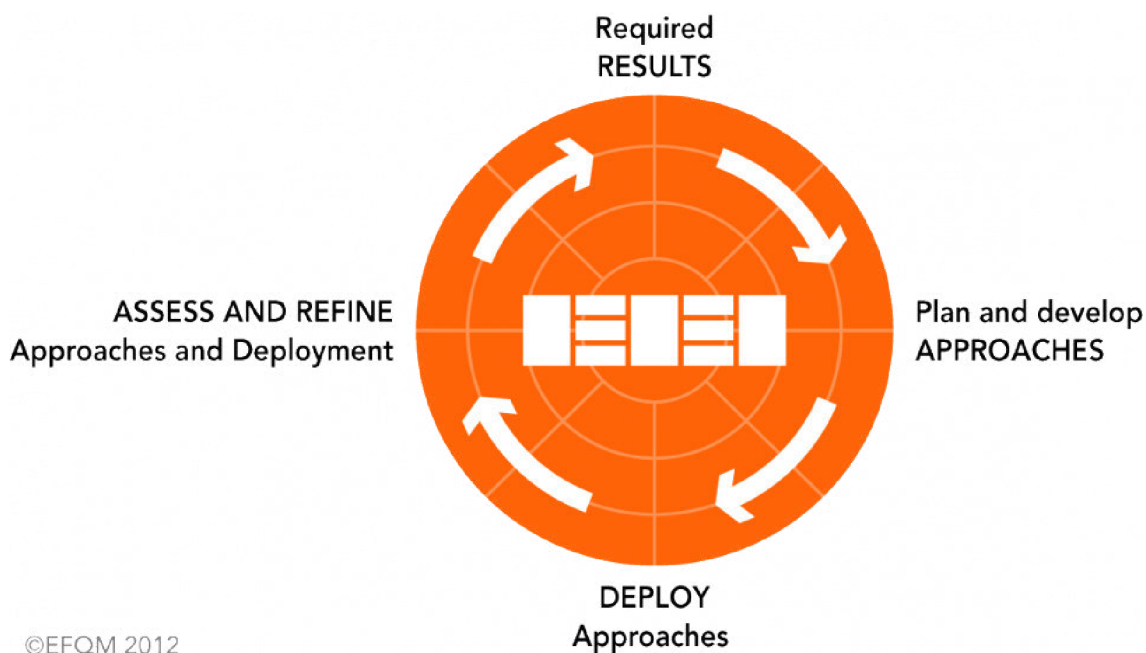 Required
RESULTS
ASSESS AND REFINE
Approaches and Deployment
Plan and develop
APPROACHES
DEPLOY
Approaches
©EFQM 2012